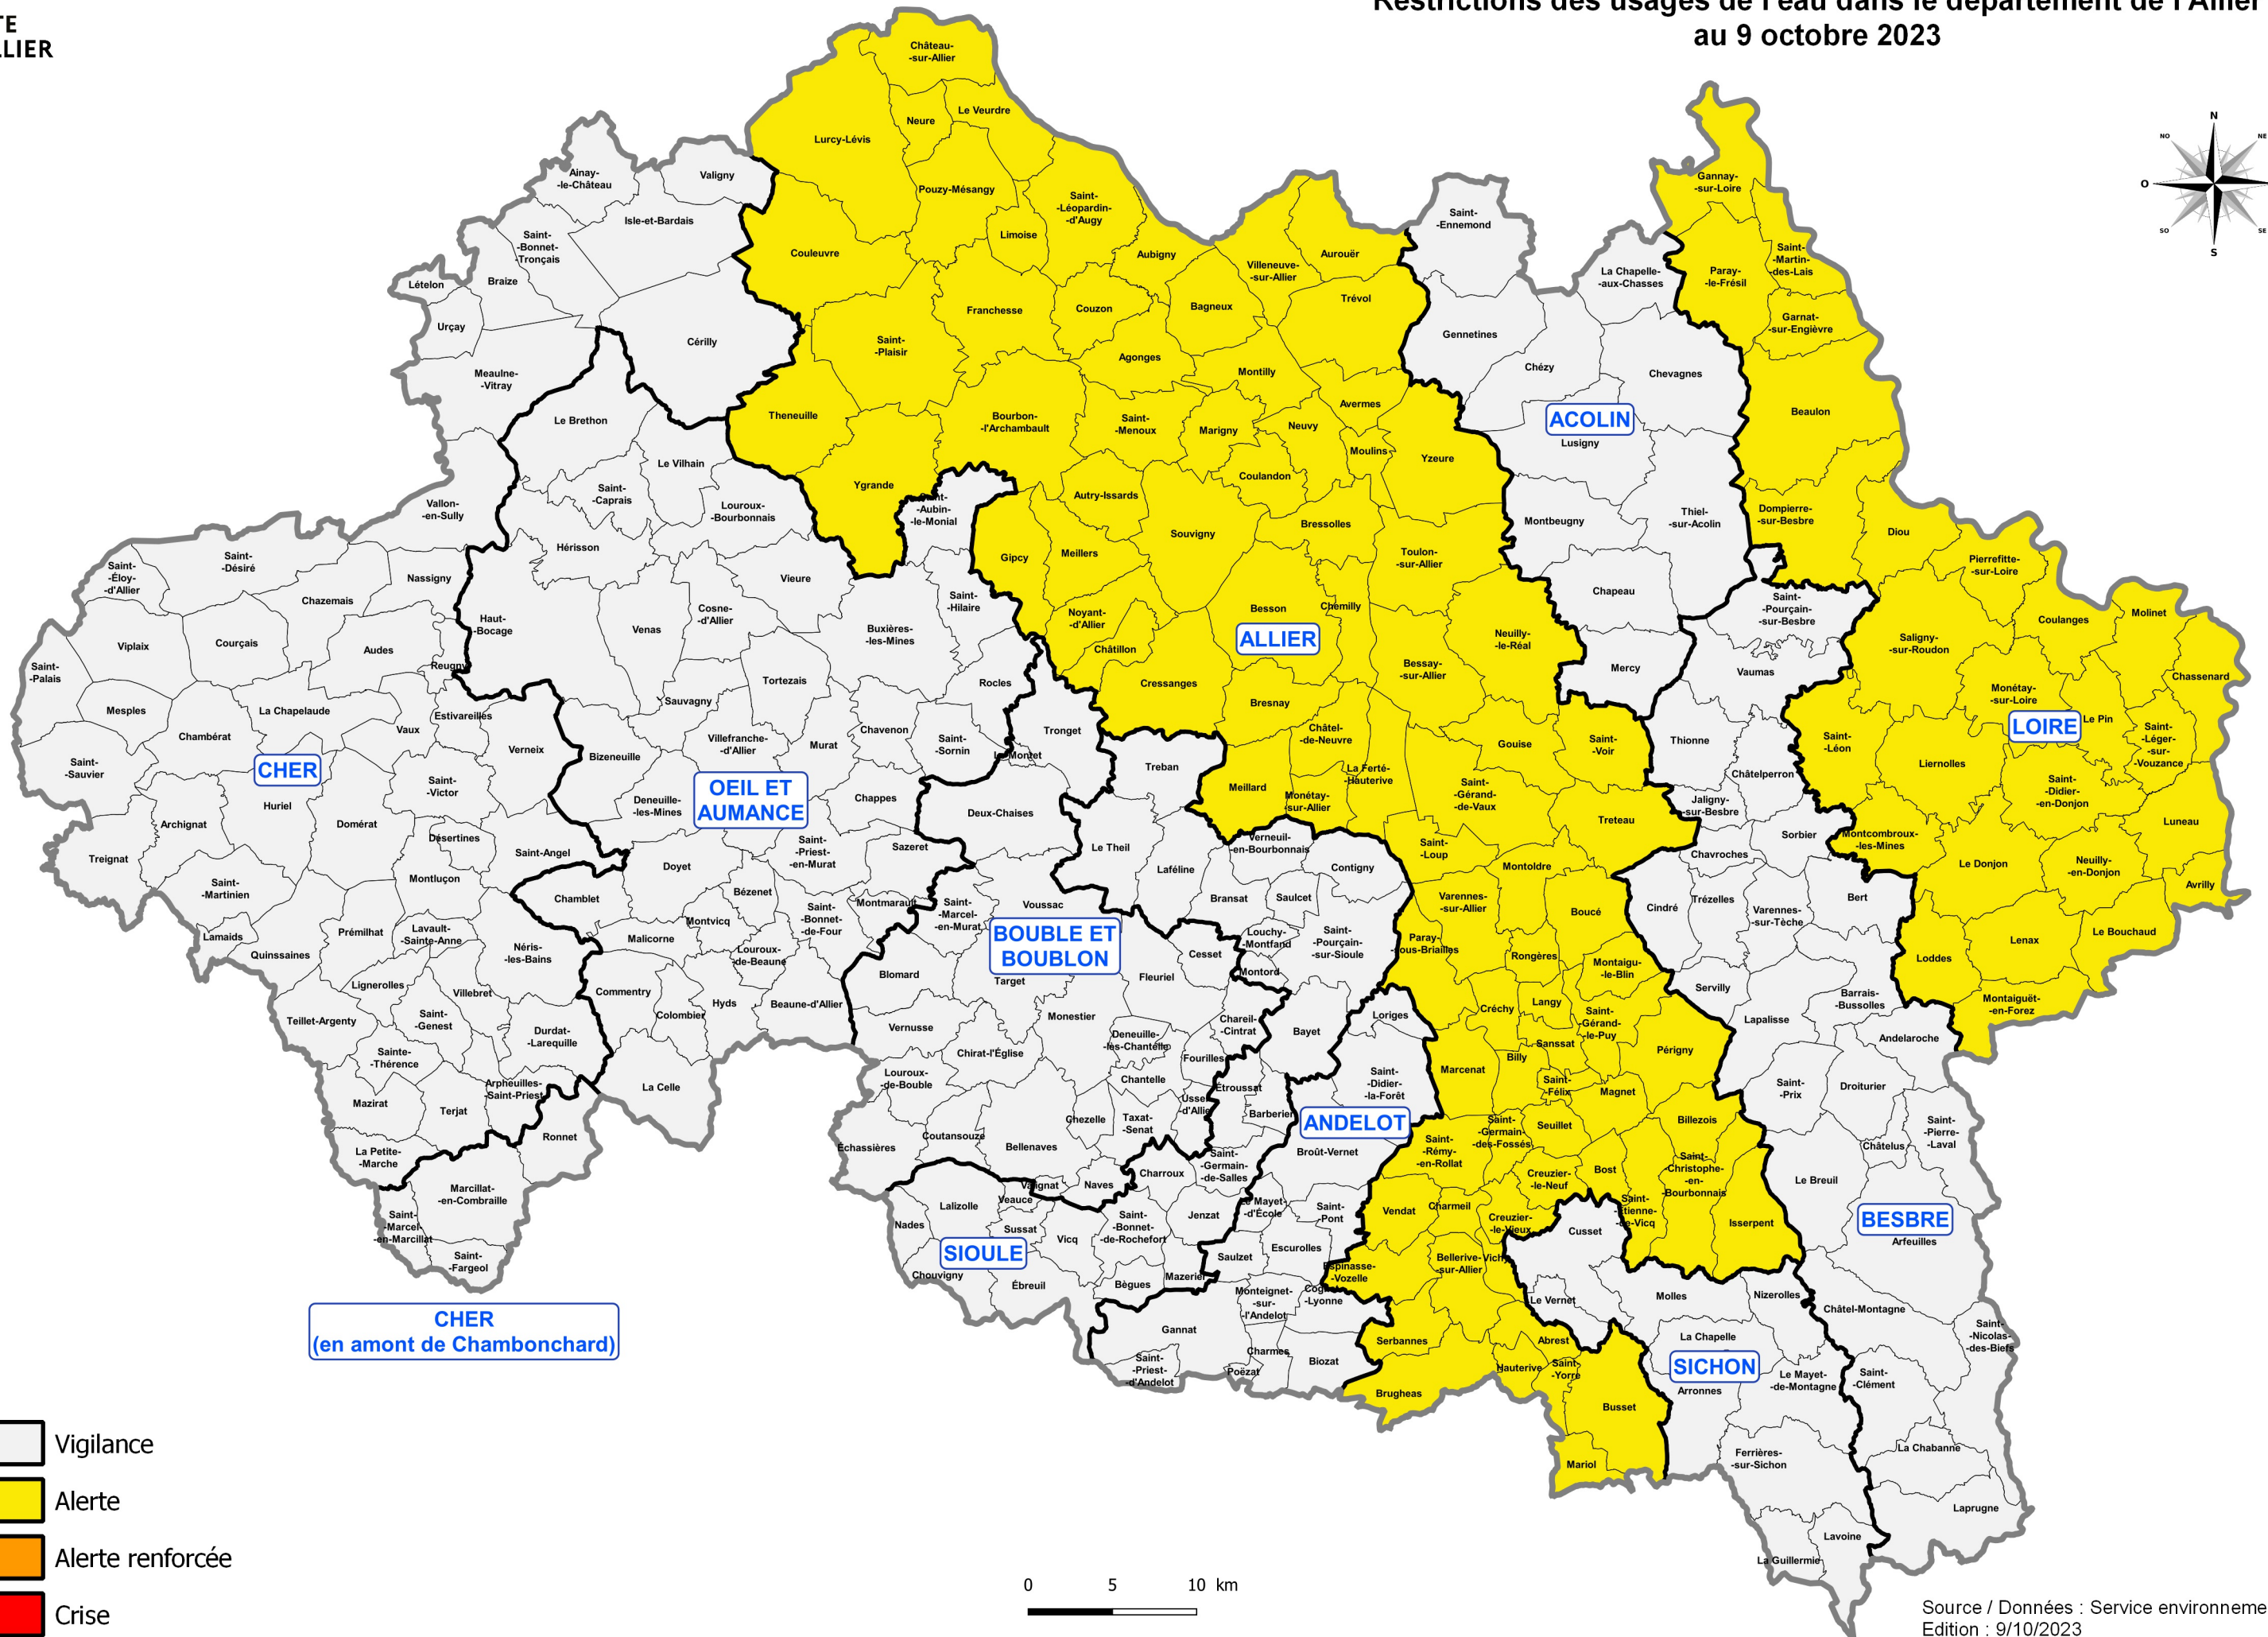 Restrictions des usages de l'eau dans le département de l'Allier
au 9 octobre 2023
TE
LLIER
N
NE
SE
S
SO
O
NO
Château-
-sur-Allier
Le Veurdre
Neure
Lurcy-Lévis
Pouzy-Mésangy
Saint-
-Léopardin-
-d'Augy
Limoise
Couleuvre
Aubigny
Villeneuve-
-sur-Allier
Aurouër
Trévol
Bagneux
Couzon
Franchesse
Saint-
-Plaisir
Agonges
Montilly
Theneuille
Bourbon-
-l'Archambault
Saint-
-Menoux
Marigny
Neuvy
Avermes
Moulins
Yzeure
Coulandon
Ygrande
Autry-Issards
Souvigny
Bressolles
Toulon-
-sur-Allier
Gipcy
Meillers
Noyant-
-d'Allier
Châtillon
Cressanges
Besson
Chemilly
ALLIER
Neuilly-
-le-Réal
Bessay-
-sur-Allier
Bresnay
Châtel-
-de-Neuvre
Gouise
Saint-
-Voir
Meillard
Monétay-
-sur-Allier
La Ferté-
-Hauterive
Saint-
-Gérand-
-de-Vaux
Treteau
Saint-
-Loup
Montoldre
Varennes-
-sur-Allier
Boucé
Paray-
-sous-Briailles
Rongères
Montaigu-
-le-Blin
Créchy
Langy
Saint-
-Gérand-
-le-Puy
Sanssat
Billy
Périgny
Marcenat
Saint-
-Félix
Magnet
Billezois
Saint-
-Germain-
-des-Fossés
Seuillet
Saint-
-Rémy-
-en-Rollat
Creuzier-
-le-Neuf
Bost
Saint-
-Christophe-
-en-
-Bourbonnais
Saint-
-Étienne-
-de-Vicq
Isserpent
Vendat
Charmeil
Creuzier-
-le-Vieux
Espinasse-
-Vozelle
Bellerive-
-sur-Allier
Vichy
Serbannes
Abrest
Hauterive
Saint-
-Yorre
Brugheas
Busset
Mariol
Ainay-
-le-Château
Valigny
Isle-et-Bardais
Saint-
-Bonnet-
-Tronçais
Braize
Lételon
Urçay
Cérilly
Meaulne-
-Vitray
Vallon-
-en-Sully
Saint-
-Désiré
Saint-
-Éloy-
-d'Allier
Nassigny
Chazemais
Viplaix
Courçais
Audes
Reugny
Saint-
-Palais
Mesples
La Chapelaude
Estivareilles
Vaux
Chambérat
Verneix
Saint-
-Sauvier
CHER
Huriel
Saint-
-Victor
Archignat
Domérat
Désertines
Saint-Angel
Treignat
Saint-
-Martinien
Montluçon
Lamaids
Quinssaines
Prémilhat
Lavault-
-Sainte-Anne
Néris-
-les-Bains
Lignerolles
Villebret
Teillet-Argenty
Saint-
-Genest
Durdat-
-Larequille
Sainte-
-Thérence
Mazirat
Terjat
Arpheuilles-
-Saint-Priest
La Petite-
-Marche
Ronnet
Marcillat-
-en-Combraille
Saint-
-Marcel-
-en-Marcillat
Saint-
-Fargeol
CHER
(en amont de Chambonchard)
Le Brethon
Le Vilhain
Saint-
-Caprais
Louroux-
-Bourbonnais
Hérisson
Saint-
-Aubin-
-le-Monial
Vieure
Saint-
-Hilaire
Haut-
-Bocage
Venas
Cosne-
-d'Allier
Buxières-
-les-Mines
Tortezais
Rocles
Sauvagny
Bizeneuille
Villefranche-
-d'Allier
Murat
Chavenon
Saint-
-Sornin
OEIL ET
AUMANCE
Deneuille-
-les-Mines
Chappes
Saint-
-Priest-
-en-Murat
Sazeret
Doyet
Bézenet
Chamblet
Montvicq
Saint-
-Bonnet-
-de-Four
Montmarault
Malicorne
Louroux-
-de-Beaune
Commentry
Colombier
Hyds
Beaune-d'Allier
La Celle
Tronget
Le Montet
Treban
Deux-Chaises
Le Theil
Laféline
Verneuil-
-en-Bourbonnais
Contigny
Bransat
Saulcet
Voussac
Saint-
-Marcel-
-en-Murat
BOUBLE ET
BOUBLON
Louchy-
-Montfand
Saint-
-Pourçain-
-sur-Sioule
Cesset
Montord
Blomard
Target
Fleuriel
Vernusse
Monestier
Chareil-
-Cintrat
Bayet
Loriges
Deneuille-
-lès-Chantelle
Chirat-l'Église
Fourilles
Louroux-
-de-Bouble
Chantelle
Étroussat
Ussel-
-d'Allier
Barberier
Saint-
-Didier-
-la-Forêt
ANDELOT
Chezelle
Taxat-
-Senat
Coutansouze
Bellenaves
Échassières
Charroux
Saint-
-Germain-
-de-Salles
Broût-Vernet
Naves
Valignat
Veauce
Lalizolle
Nades
Sussat
Vicq
Saint-
-Bonnet-
-de-Rochefort
Jenzat
Le Mayet-
-d'École
Saint-
-Pont
SIOULE
Saulzet
Escurolles
Chouvigny
Ébreuil
Bègues
Mazerier
Monteignet-
-sur-
-l'Andelot
Cognat-
-Lyonne
Gannat
Charmes
Biozat
Saint-
-Priest-
-d'Andelot
Poëzat
Saint-
-Ennemond
La Chapelle-
-aux-Chasses
Gennetines
Chézy
Chevagnes
ACOLIN
Lusigny
Montbeugny
Thiel-
-sur-Acolin
Chapeau
Mercy
Gannay-
-sur-Loire
Paray-
-le-Frésil
Saint-
-Martin-
-des-Lais
Garnat-
-sur-Engièvre
Beaulon
Dompierre-
-sur-Besbre
Diou
Pierrefitte-
-sur-Loire
Saligny-
-sur-Roudon
Coulanges
Molinet
Chassenard
Monétay-
-sur-Loire
LOIRE
Le Pin
Saint-
-Léger-
-sur-
-Vouzance
Saint-
-Léon
Liernolles
Saint-
-Didier-
-en-Donjon
Luneau
Montcombroux-
-les-Mines
Le Donjon
Neuilly-
-en-Donjon
Avrilly
Lenax
Le Bouchaud
Loddes
Montaiguët-
-en-Forez
Saint-
-Pourçain-
-sur-Besbre
Vaumas
Thionne
Châtelperron
Jaligny-
-sur-Besbre
Sorbier
Chavroches
Trézelles
Cindré
Varennes-
-sur-Tèche
Bert
Servilly
Barrais-
-Bussolles
Lapalisse
Andelaroche
Saint-
-Prix
Droiturier
Saint-
-Pierre-
-Laval
Châtelus
Le Breuil
BESBRE
Arfeuilles
Châtel-Montagne
Saint-
-Nicolas-
-des-Biefs
Saint-
-Clément
La Chabanne
Laprugne
Cusset
Le Vernet
Molles
Nizerolles
La Chapelle
SICHON
Arronnes
Le Mayet-
-de-Montagne
Ferrières-
-sur-Sichon
Lavoine
La Guillermie
Vigilance
Alerte
Alerte renforcée
Crise
0 5 10 km
Source / Données : Service environneme
Edition : 9/10/2023